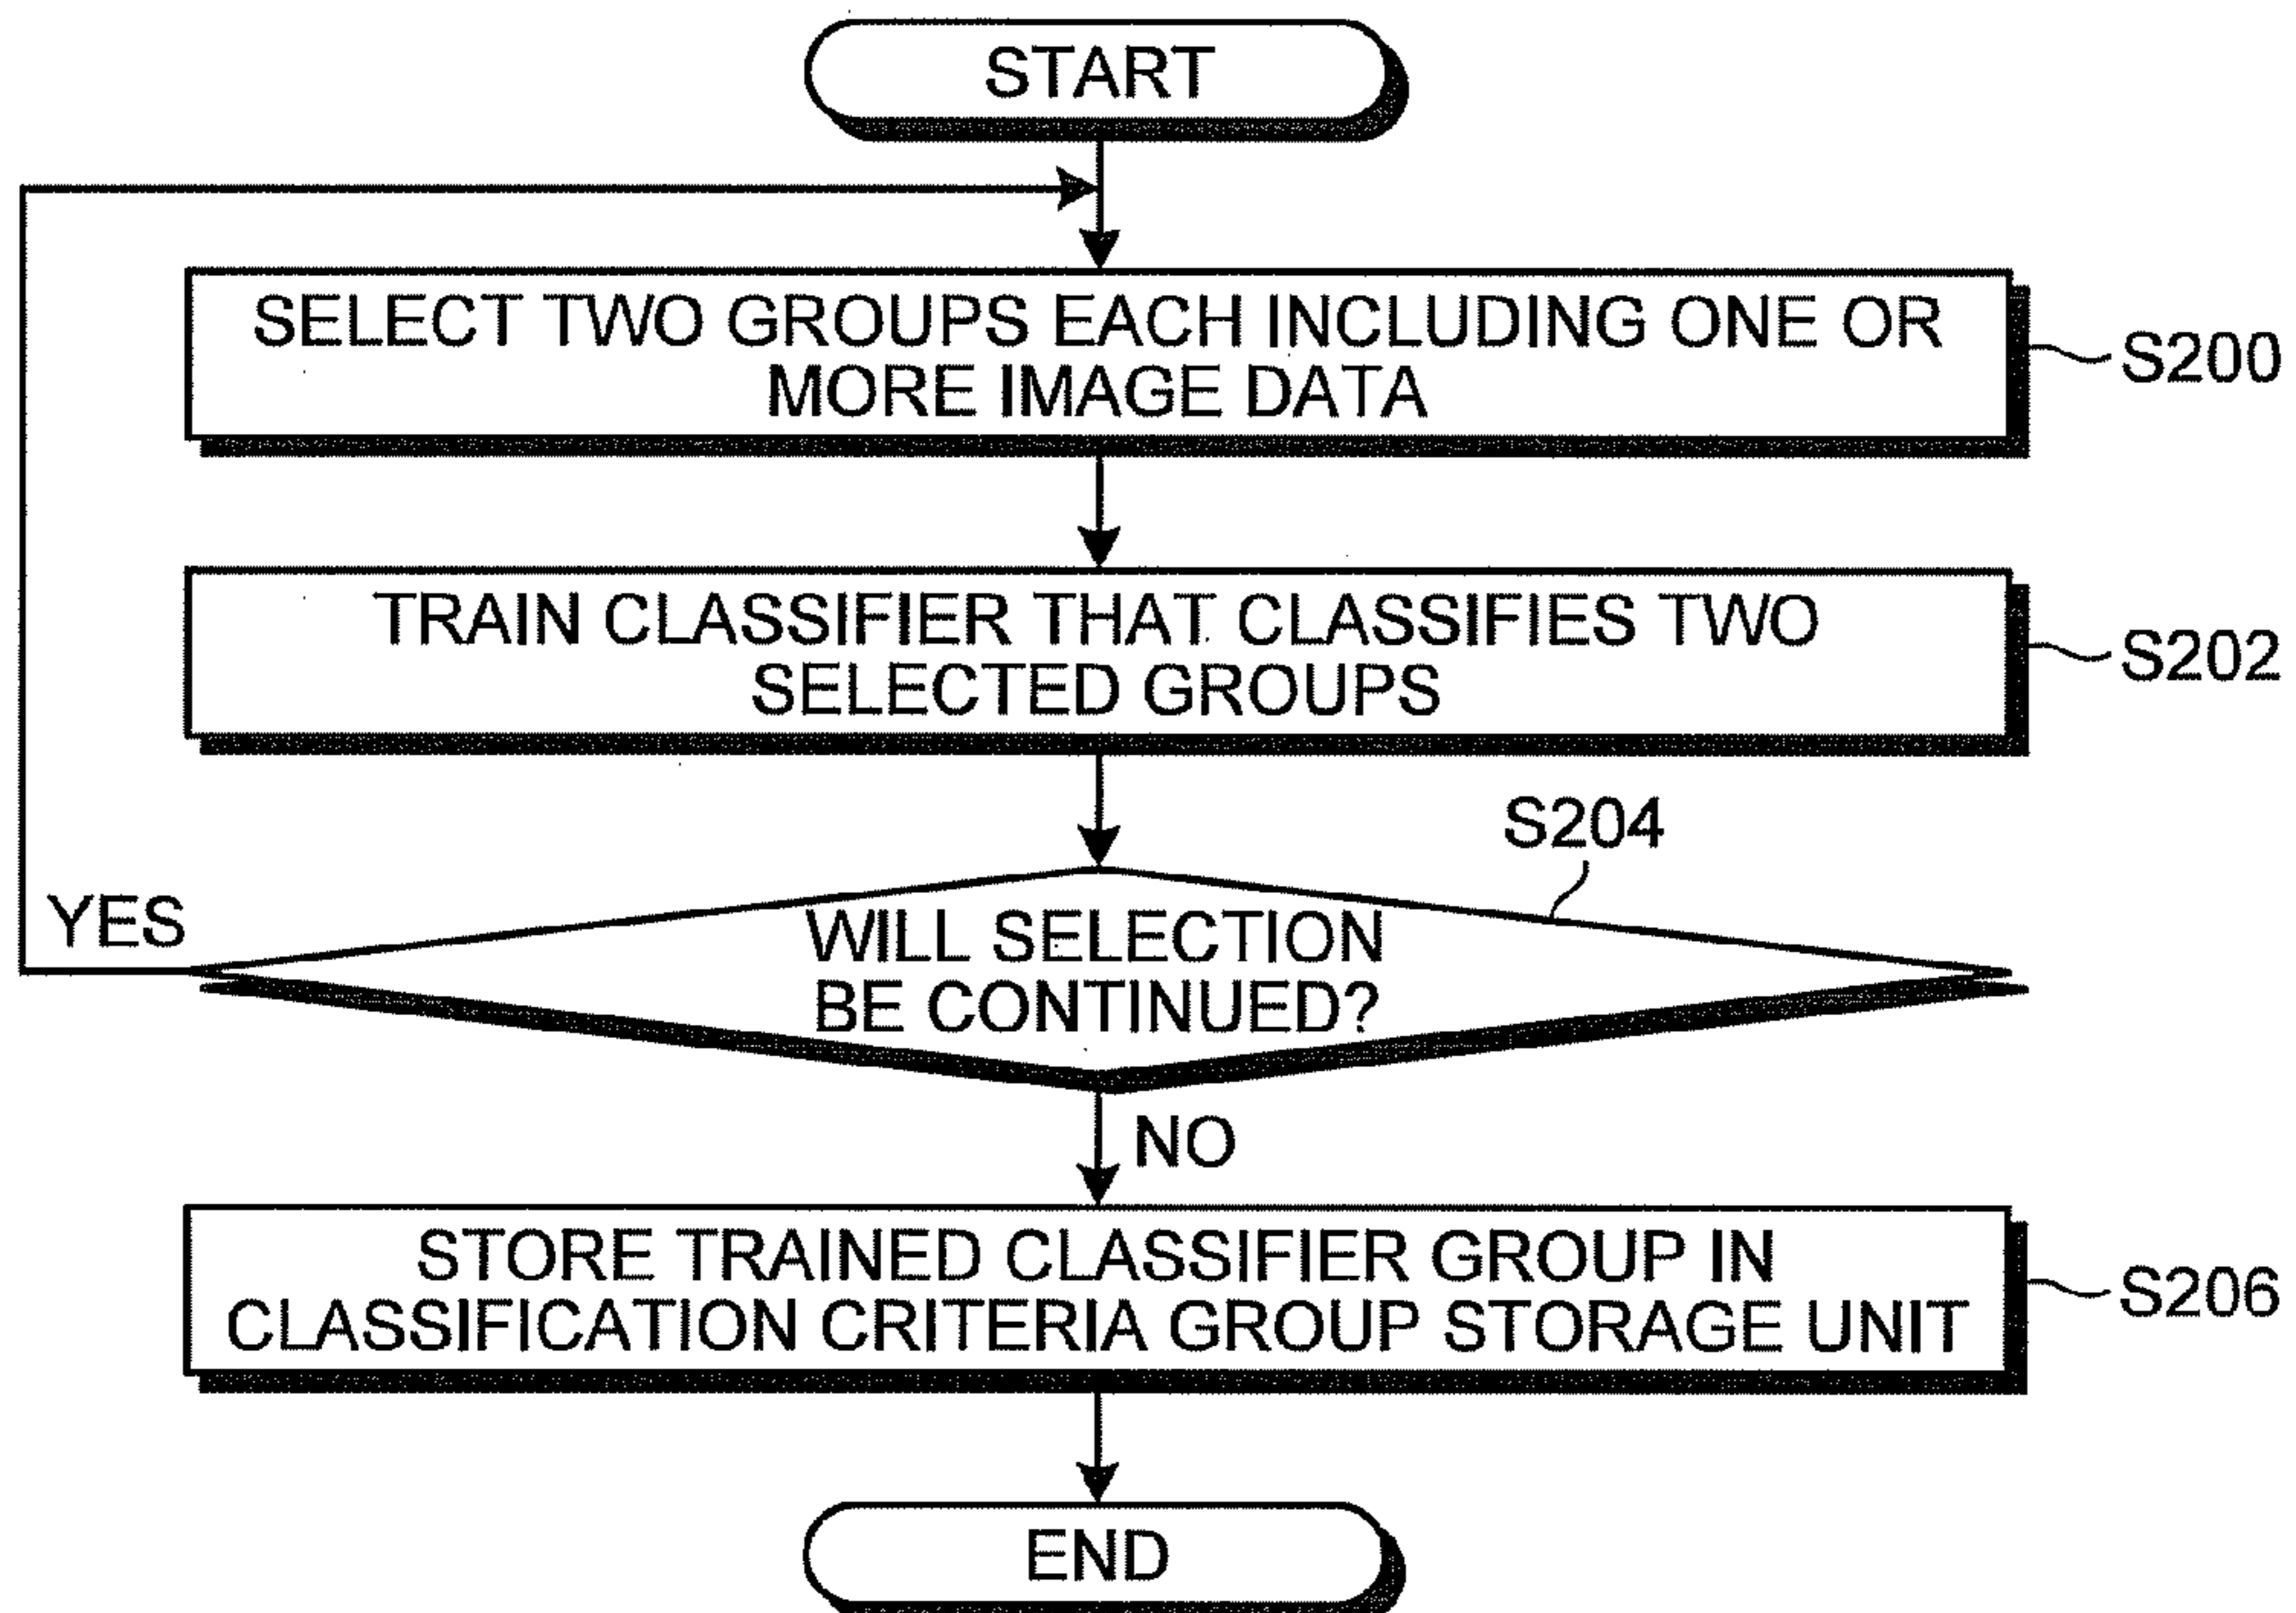 START
SELECT TWO GROUPS EACH INCLUDING ONE OR
MORE IMAGE DATA
S200
TRAIN CLASSIFIER THAT CLASSIFIES TWO
SELECTED GROUPS
S202
S204
WILL SELECTION
BE CONTINUED?
YES
NO
STORE TRAINED CLASSIFIER GROUP IN
CLASSIFICATION CRITERIA GROUP STORAGE UNIT
S206
END